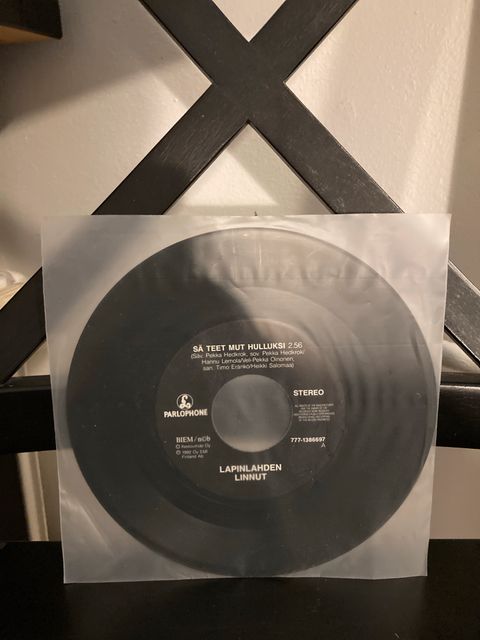 SÄ TEET MUT HULLUKSI 2.56
(Säv. Pekka Hedkrok, sov. Pekka Hedkrok/
Hannu Lemola/Veli-Pekka Oinonen,
san. Timo Eränkö/Heikki Salomaa)
STEREO
PARLOPHONE
777-1386697
A
BIEM/n©b
℗ 1992 Oy EMI
Finland Ab
LAPINLAHDEN
LINNUT